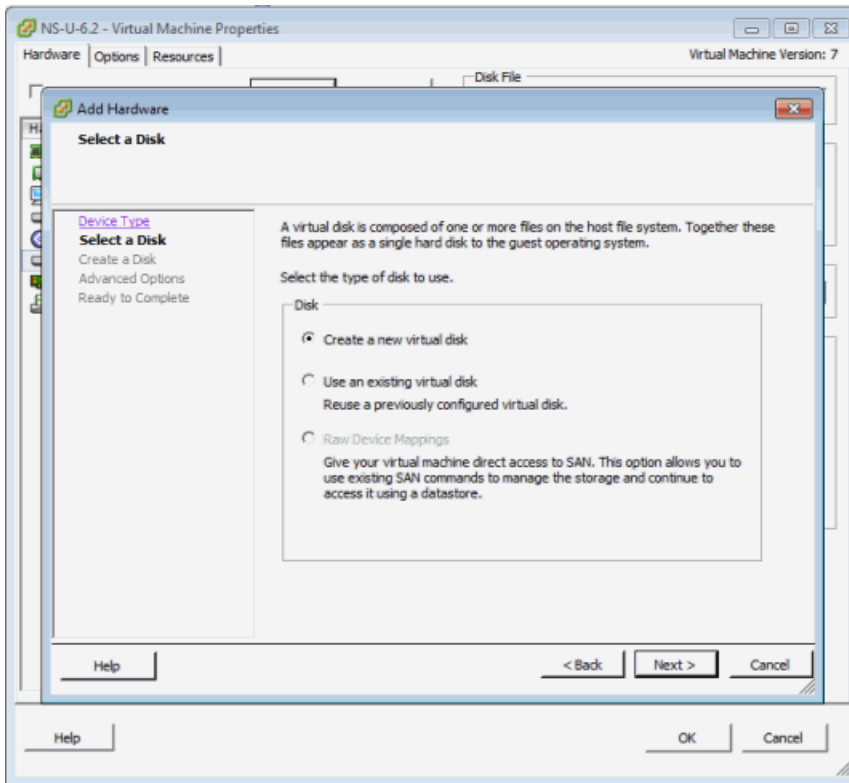 NS-U-6.2 - Virtual Machine Properties
Hardware Options Resources
Virtual Machine Version: 7
Disk File
Add Hardware
Select a Disk
Device Type
Select a Disk
Create a Disk
Advanced Options
Ready to Complete
A virtual disk is composed of one or more files on the host file system. Together these
files appear as a single hard disk to the guest operating system.
Select the type of disk to use.
Disk
Create a new virtual disk
Use an existing virtual disk
Reuse a previously configured virtual disk.
Raw Device Mappings
Give your virtual machine direct access to SAN. This option allows you to
use existing SAN commands to manage the storage and continue to
access it using a datastore.
Help
< Back
Next >
Cancel
Help
OK
Cancel